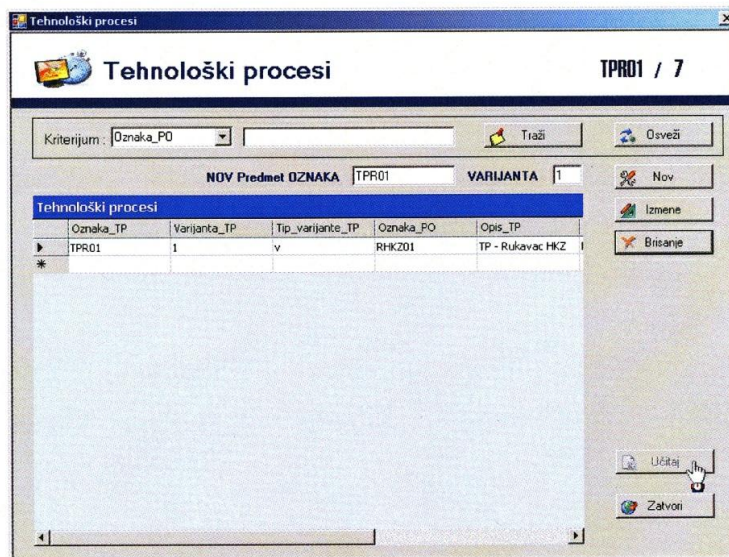 Tehnološki procesi
Tehnološki procesi
TPR01 / 7
Kriterijum : Oznaka_PO
Traži
Osveži
NOV Predmet OZNAKA TPR01 VARIJANTA 1
Nov
Tehnološki procesi
Izmene
Oznaka_TP Varijanta_TP Tip_varijante_TP Oznaka_PO Opis_TP
TPR01 1 v RHKZ01 TP - Rukavac HKZ
Brisanje
Učitaj
Zatvori